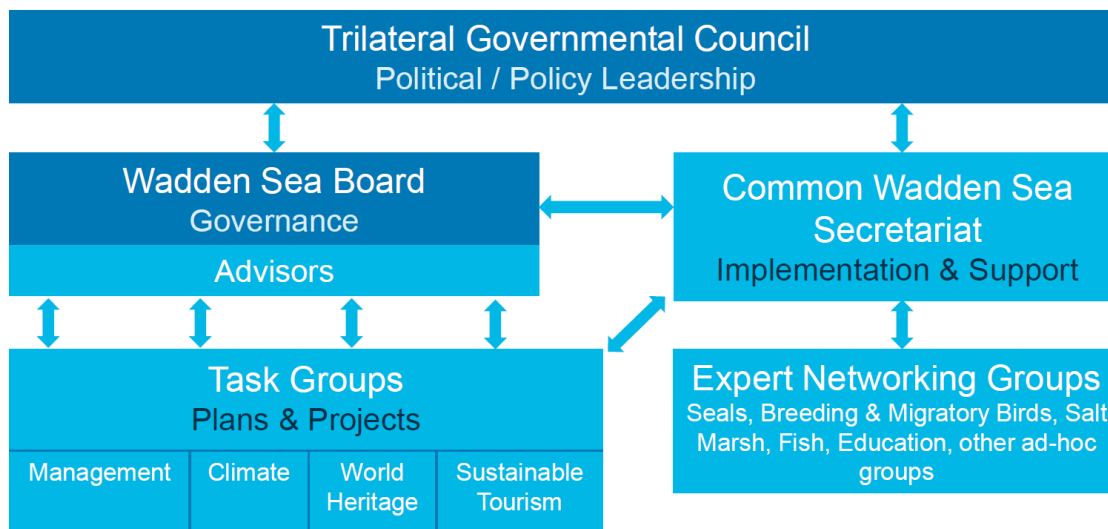 Trilateral Governmental Council
Political / Policy Leadership
Wadden Sea Board
Governance
Advisors
Common Wadden Sea
Secretariat
Implementation & Support
Task Groups
Plans & Projects
Management
Climate
World
Heritage
Sustainable
Tourism
Expert Networking Groups
Seals, Breeding & Migratory Birds, Salt
Marsh, Fish, Education, other ad-hoc
groups